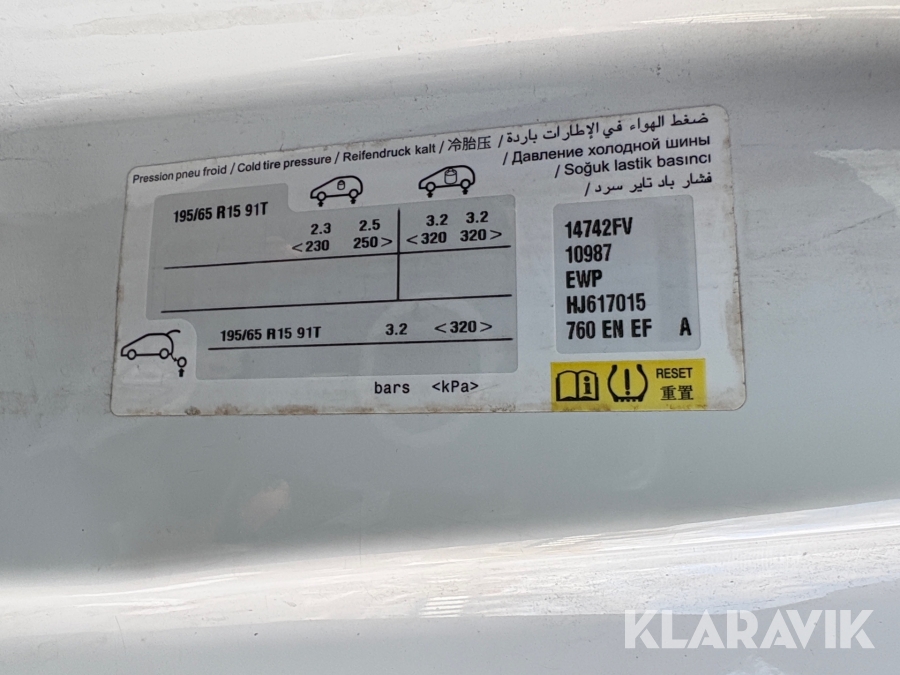 Pression pneu froid / Cold tire pressure / Reifendruck kalt / 冷胎压 / ضغط الهواء في الإطارات باردة
/ Давление холодной шины
/ Soğuk lastik basıncı
/ فشار باد تاير سرد
195/65 R15 91T
2.3 2.5 3.2 3.2
<230 250> <320 320>
195/65 R15 91T 3.2 <320>
bars <kPa>
14742FV
10987
EWP
HJ617015
760 EN EF A
RESET
重置
KLARAVIK